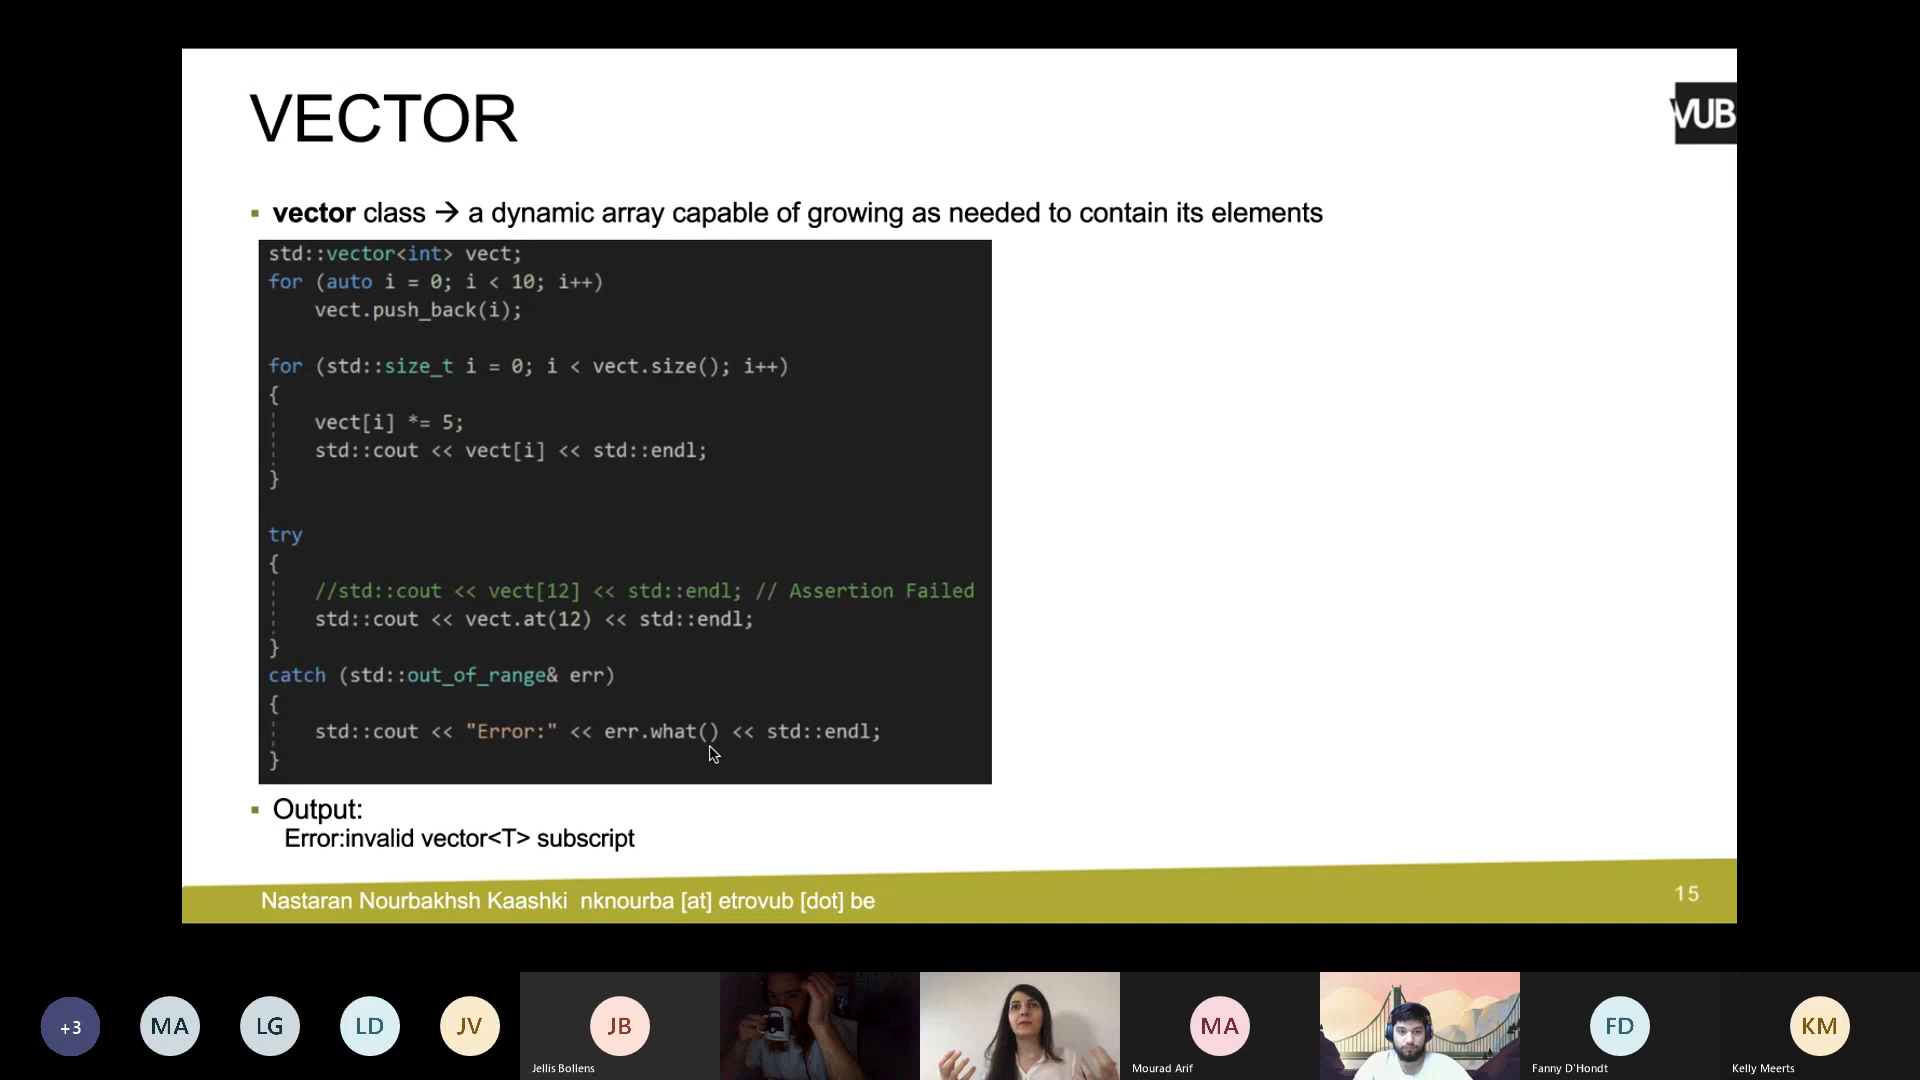 VECTOR
VUB
▪ vector class → a dynamic array capable of growing as needed to contain its elements
std::vector<int> vect;
for (auto i = 0; i < 10; i++)
    vect.push_back(i);
for (std::size_t i = 0; i < vect.size(); i++)
{
    vect[i] *= 5;
    std::cout << vect[i] << std::endl;
}
try
{
    //std::cout << vect[12] << std::endl; // Assertion Failed
    std::cout << vect.at(12) << std::endl;
}
catch (std::out_of_range& err)
{
    std::cout << "Error:" << err.what() << std::endl;
}
▪ Output:
Error:invalid vector<T> subscript
Nastaran Nourbakhsh Kaashki nknourba [at] etrovub [dot] be
15
+3
MA
LG
LD
JV
JB
Jellis Bollens
MA
Mourad Arif
FD
Fanny D'Hondt
KM
Kelly Meerts